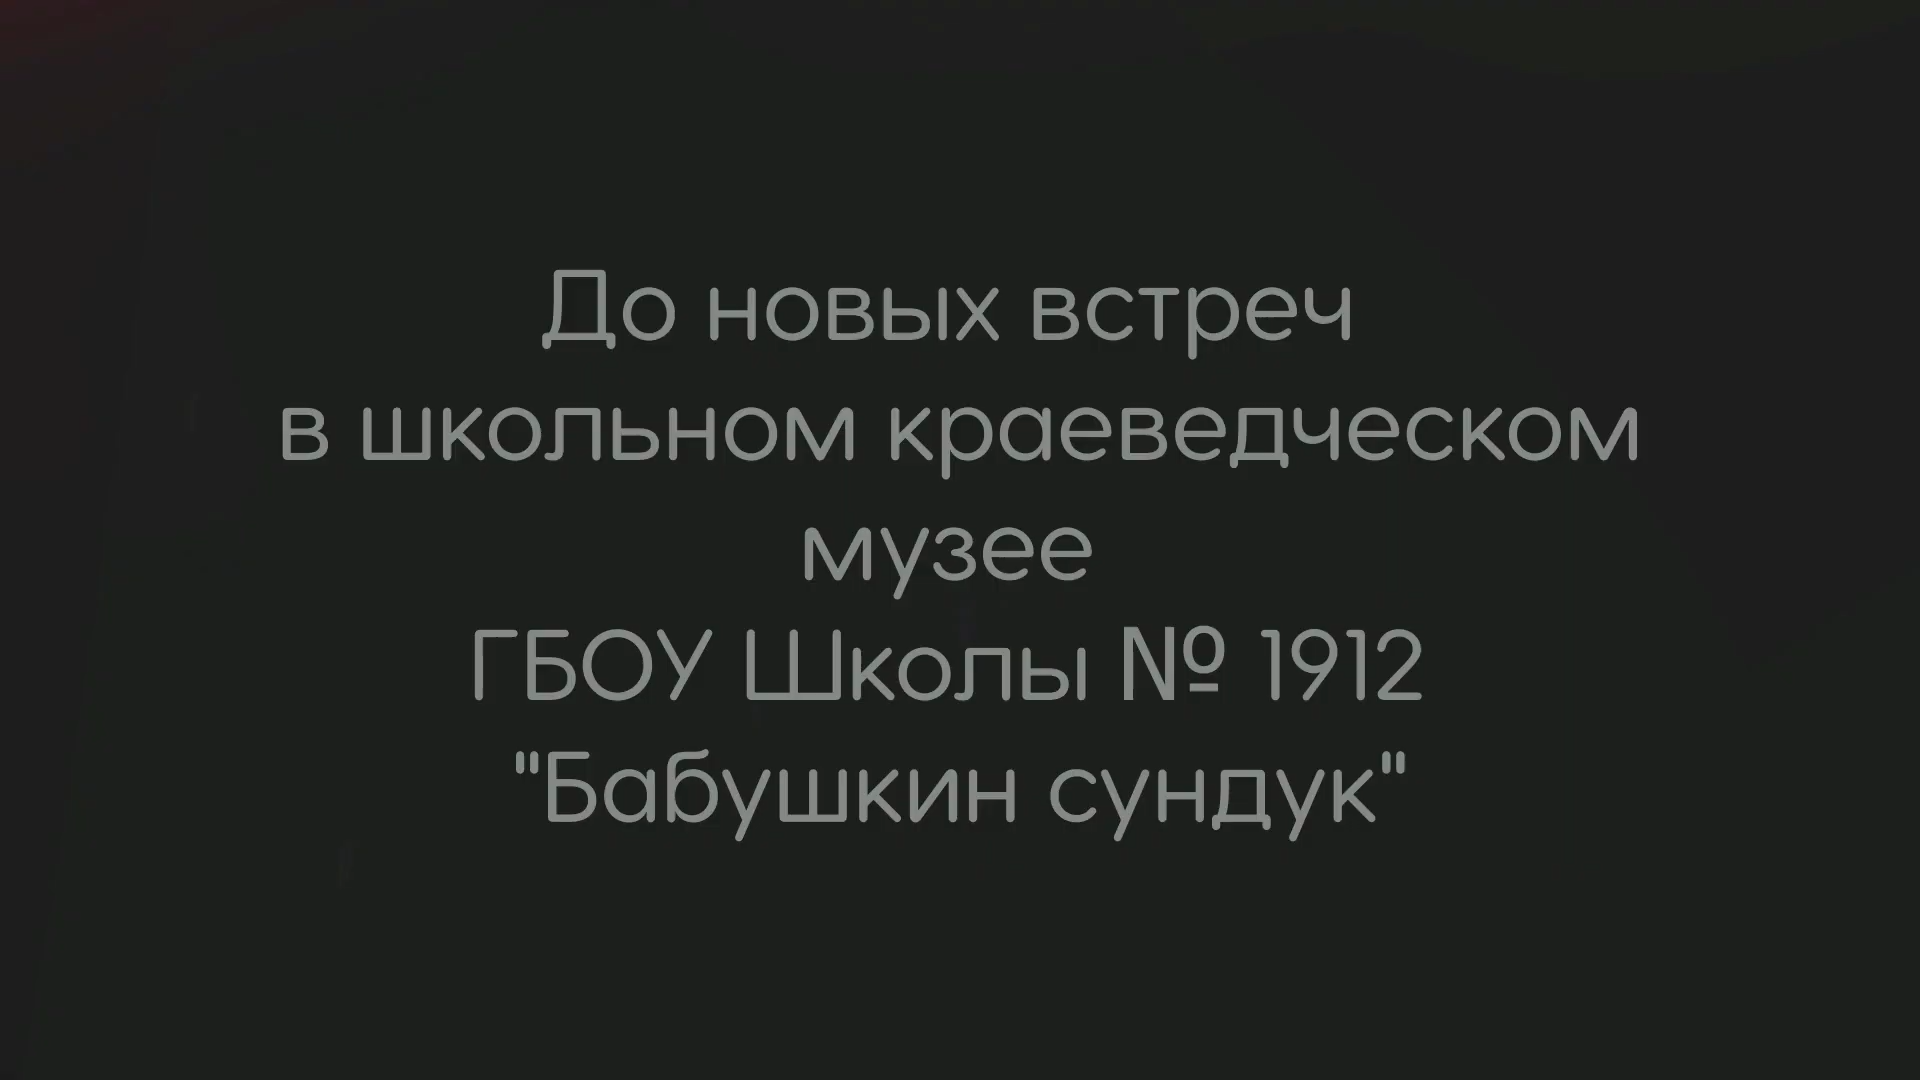 До новых встреч
в школьном краеведческом
музее
ГБОУ Школы № 1912
"Бабушкин сундук"